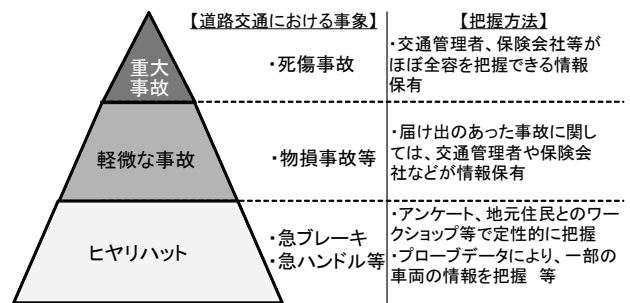 【道路交通における事象】
【把握方法】
重大
事故
・死傷事故
・交通管理者、保険会社等が
ほぼ全容を把握できる情報
保有
軽微な事故
・物損事故等
・届け出のあった事故に関し
ては、交通管理者や保険会
社などが情報保有
ヒヤリハット
・急ブレーキ
・急ハンドル等
・アンケート、地元住民とのワー
クショップ等で定性的に把握
・プローブデータにより、一部の
車両の情報を把握 等